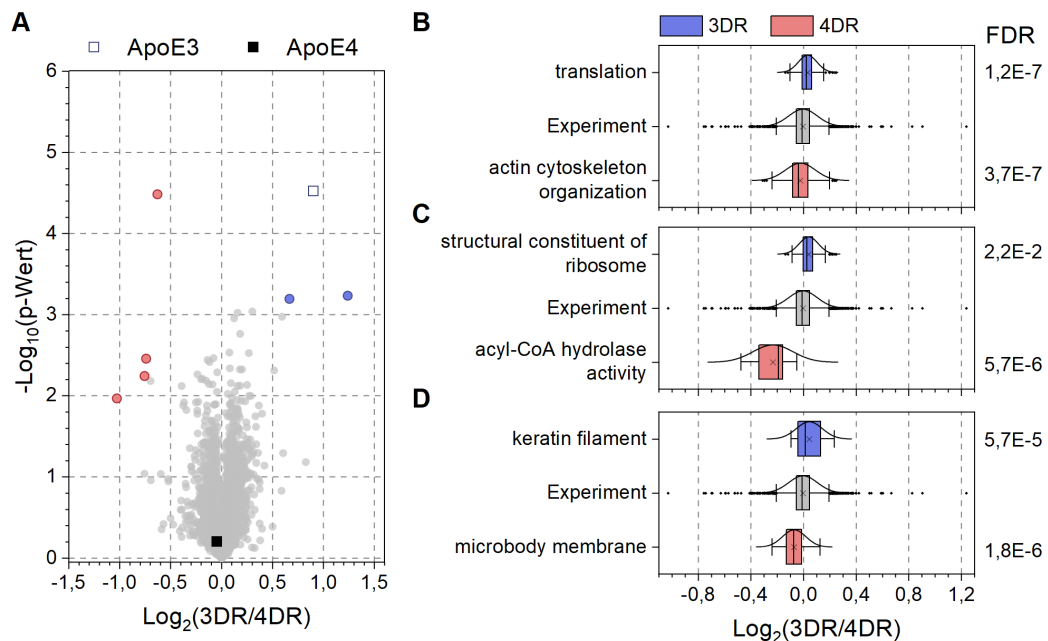 A
ApoE3
ApoE4
6
5
4
3
2
1
0
-Log10(p-Wert)
-1,5
-1,0
-0,5
0,0
0,5
1,0
1,5
Log2(3DR/4DR)
B
3DR
4DR
FDR
translation
1,2E-7
Experiment
actin cytoskeleton
organization
3,7E-7
C
structural constituent of
ribosome
2,2E-2
Experiment
acyl-CoA hydrolase
activity
5,7E-6
D
keratin filament
5,7E-5
Experiment
microbody membrane
1,8E-6
-0,8
-0,4
0,0
0,4
0,8
1,2
Log2(3DR/4DR)